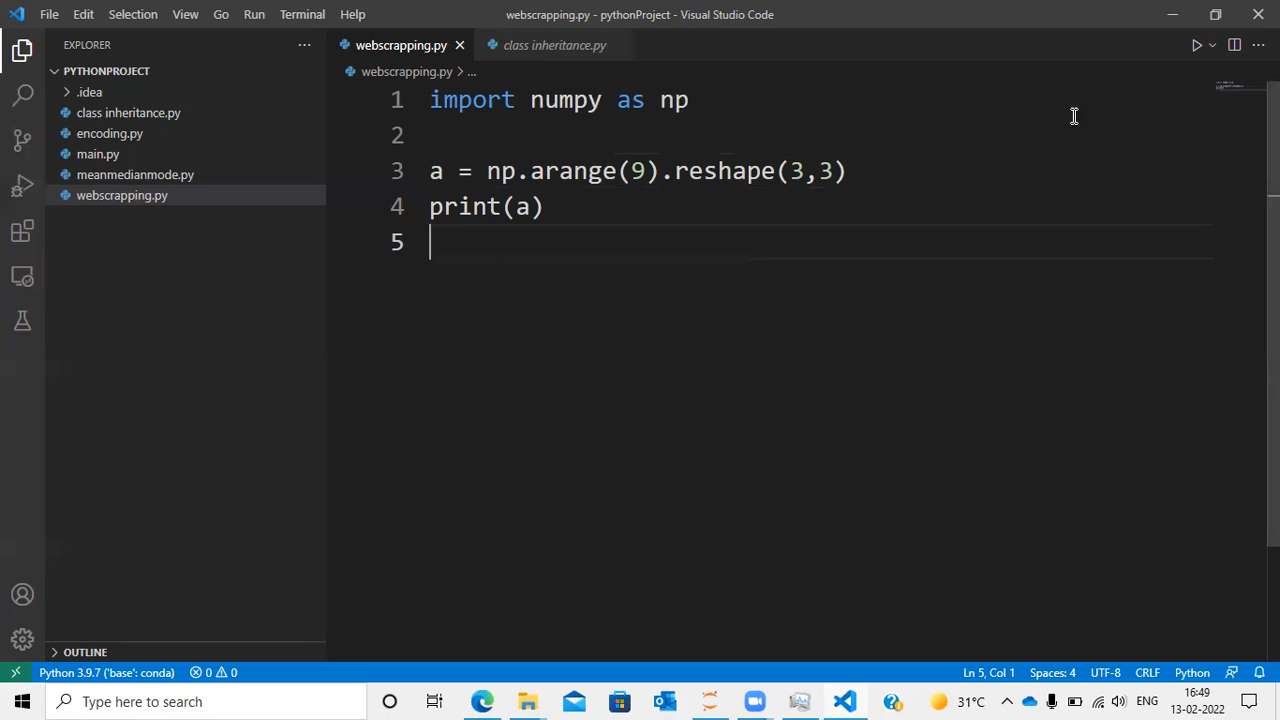 File Edit Selection View Go Run Terminal Help webscrapping.py - pythonProject - Visual Studio Code
EXPLORER
PYTHONPROJECT
.idea
class inheritance.py
encoding.py
main.py
meanmedianmode.py
webscrapping.py
OUTLINE
webscrapping.py class inheritance.py
webscrapping.py > ...
1 import numpy as np
2
3 a = np.arange(9).reshape(3,3)
4 print(a)
5
Python 3.9.7 ('base': conda) 0 0 Ln 5, Col 1 Spaces: 4 UTF-8 CRLF Python
Type here to search 31°C ENG 16:49
13-02-2022